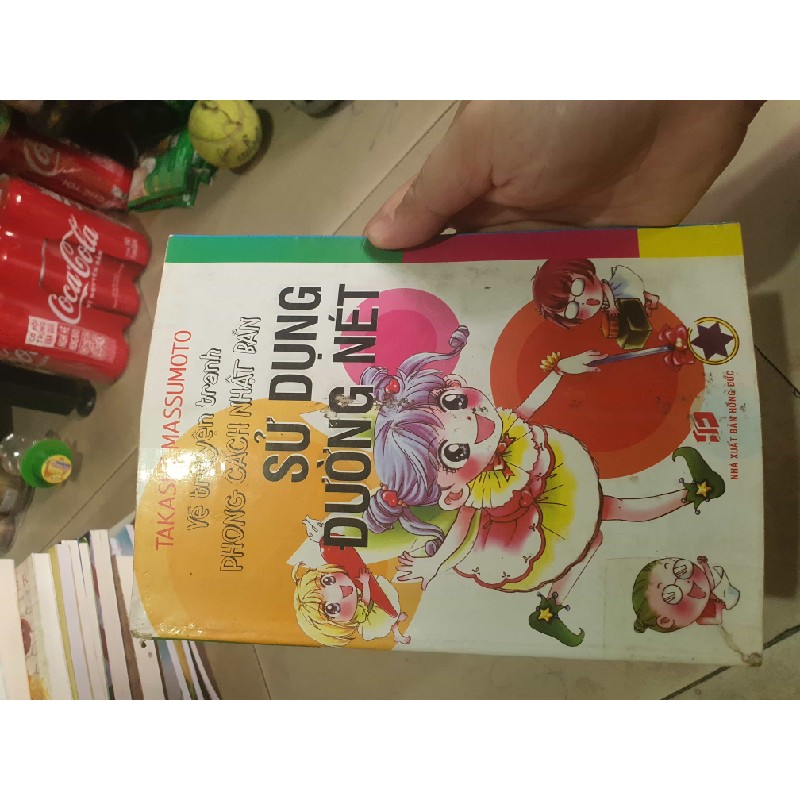 TAKASHI MASSUMOTO
Vẽ truyện tranh
PHONG CÁCH NHẬT BẢN
SỬ DỤNG
ĐƯỜNG NÉT
NHÀ XUẤT BẢN HỒNG ĐỨC
Coca-Cola